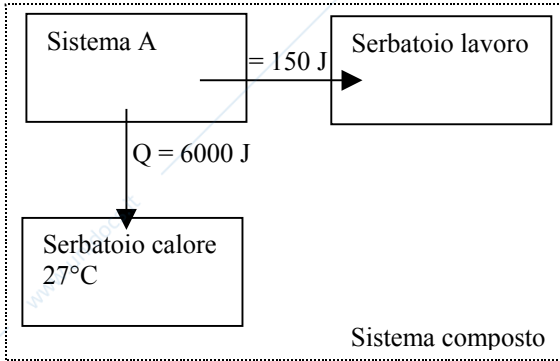 Sistema A
Serbatoio lavoro
= 150 J
Q = 6000 J
Serbatoio calore
27°C
Sistema composto